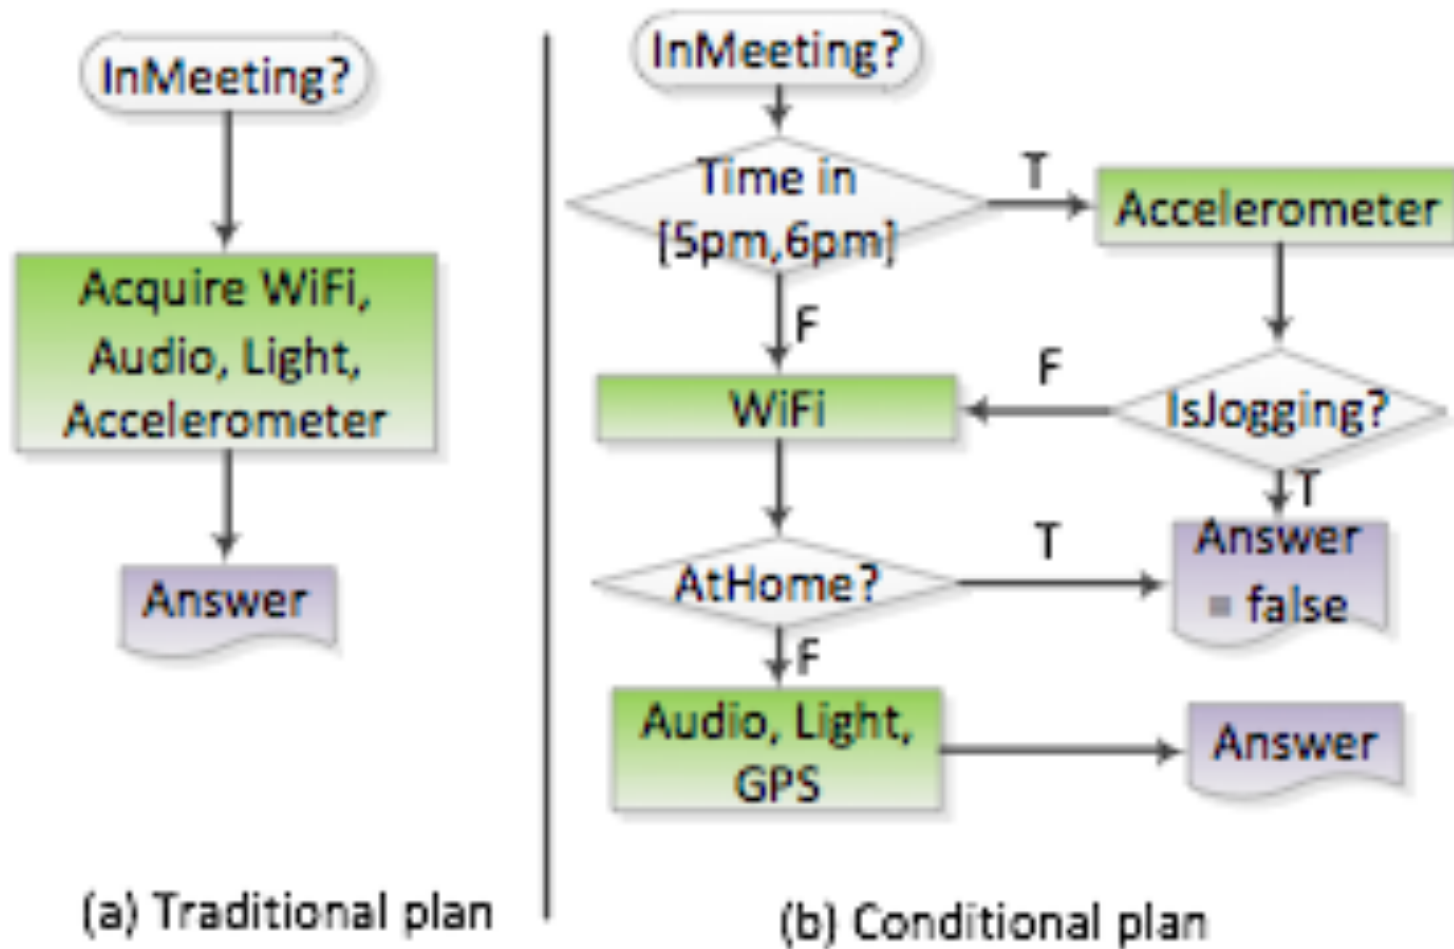 InMeeting?
Acquire WiFi,
Audio, Light,
Accelerometer
Answer
(a) Traditional plan
InMeeting?
Time in
[5pm,6pm]
T
Accelerometer
F
WiFi
F
IsJogging?
T
AtHome?
T
Answer
= false
F
Audio, Light,
GPS
Answer
(b) Conditional plan